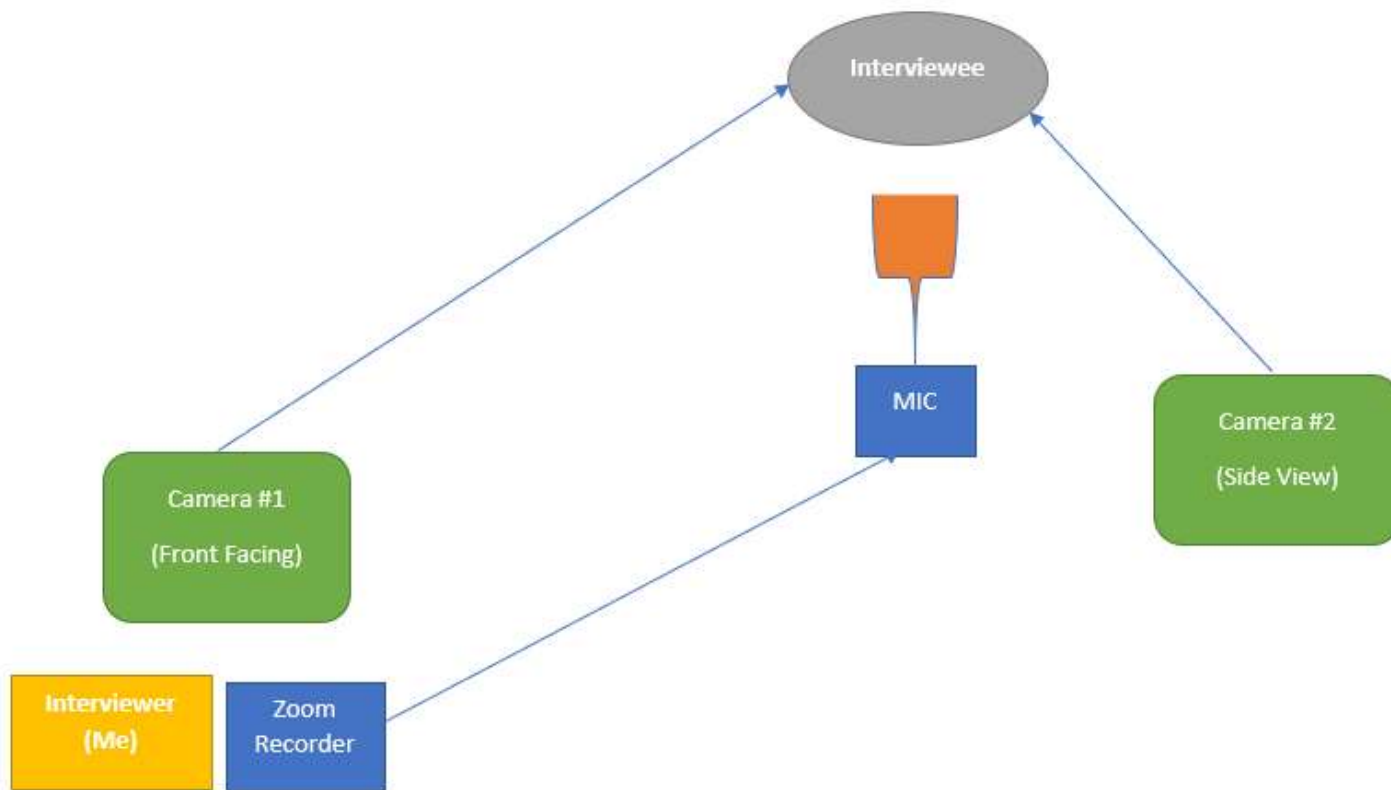 Interviewee
MIC
Camera #2
(Side View)
Camera #1
(Front Facing)
Interviewer
(Me)
Zoom
Recorder